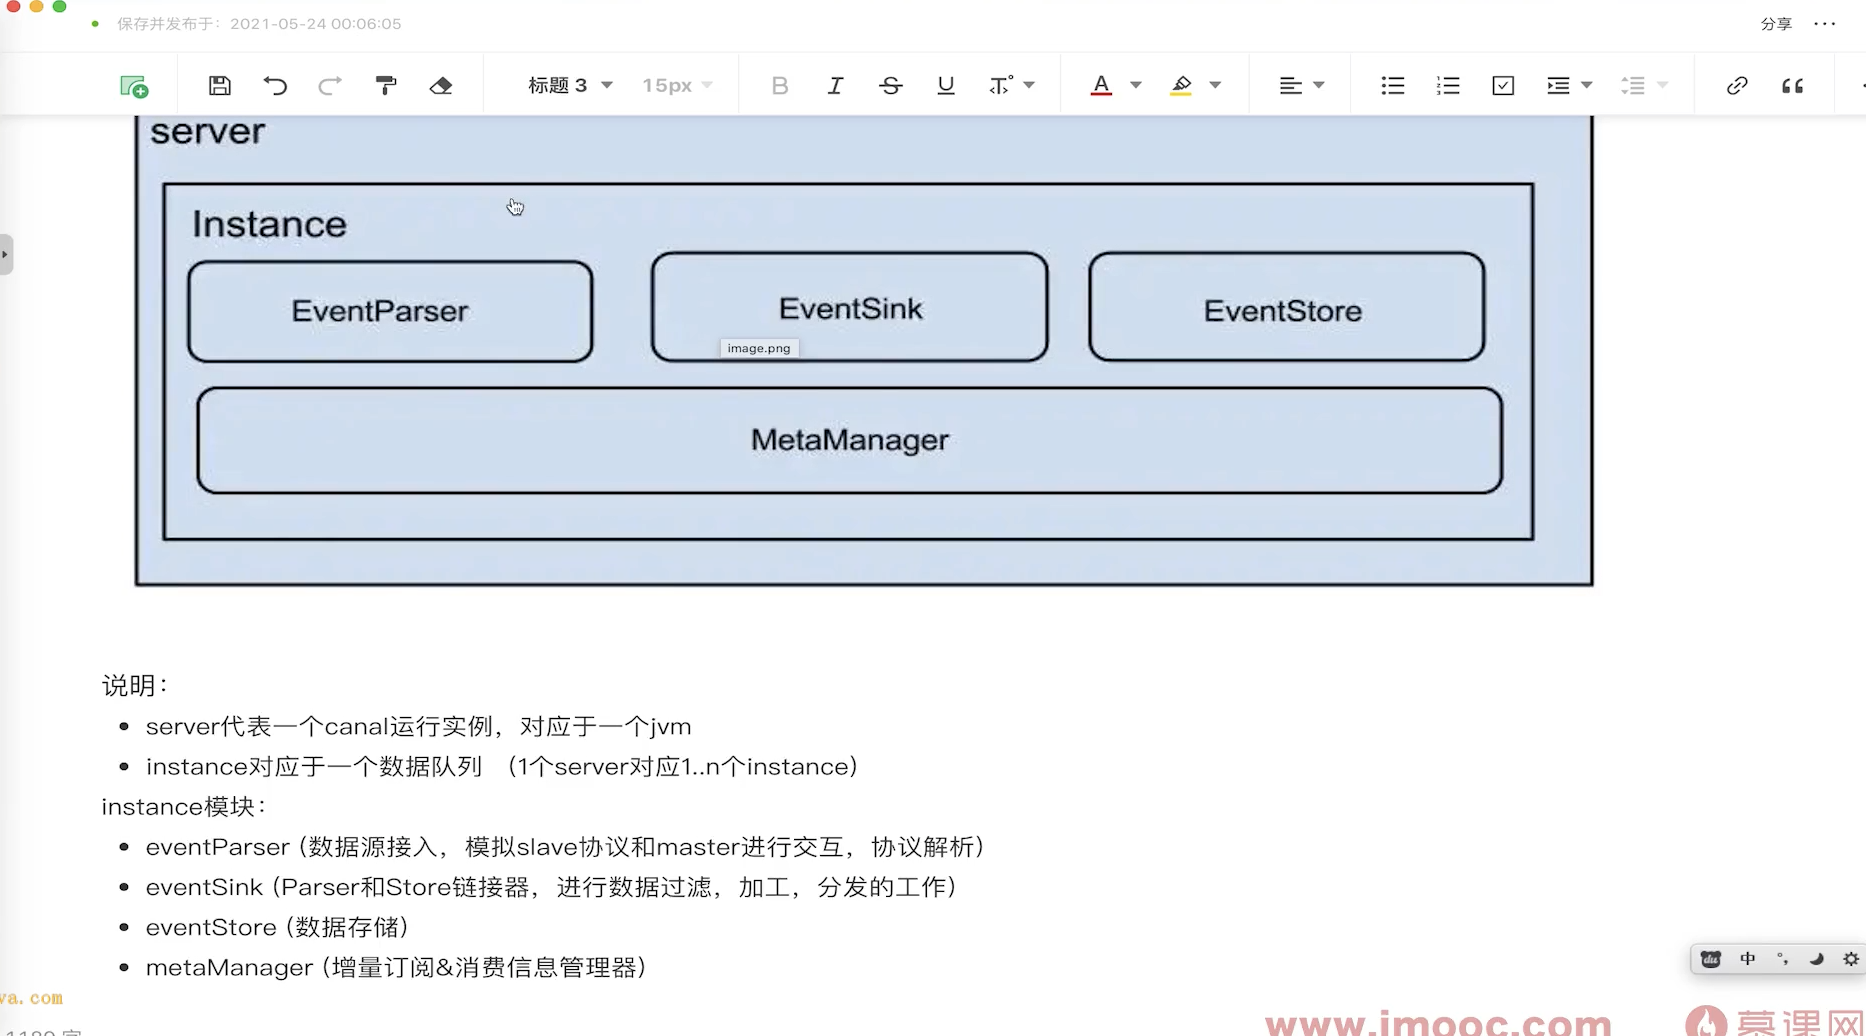 保存并发布于：2021-05-24 00:06:05
分享
标题 3
15px
server
Instance
EventParser
EventSink
EventStore
image.png
MetaManager
说明：
server代表一个canal运行实例，对应于一个jvm
instance对应于一个数据队列 （1个server对应1..n个instance）
instance模块：
eventParser (数据源接入，模拟slave协议和master进行交互，协议解析)
eventSink (Parser和Store链接器，进行数据过滤，加工，分发的工作)
eventStore (数据存储)
metaManager (增量订阅&消费信息管理器)
中
va.com
www.imooc.com
慕课网